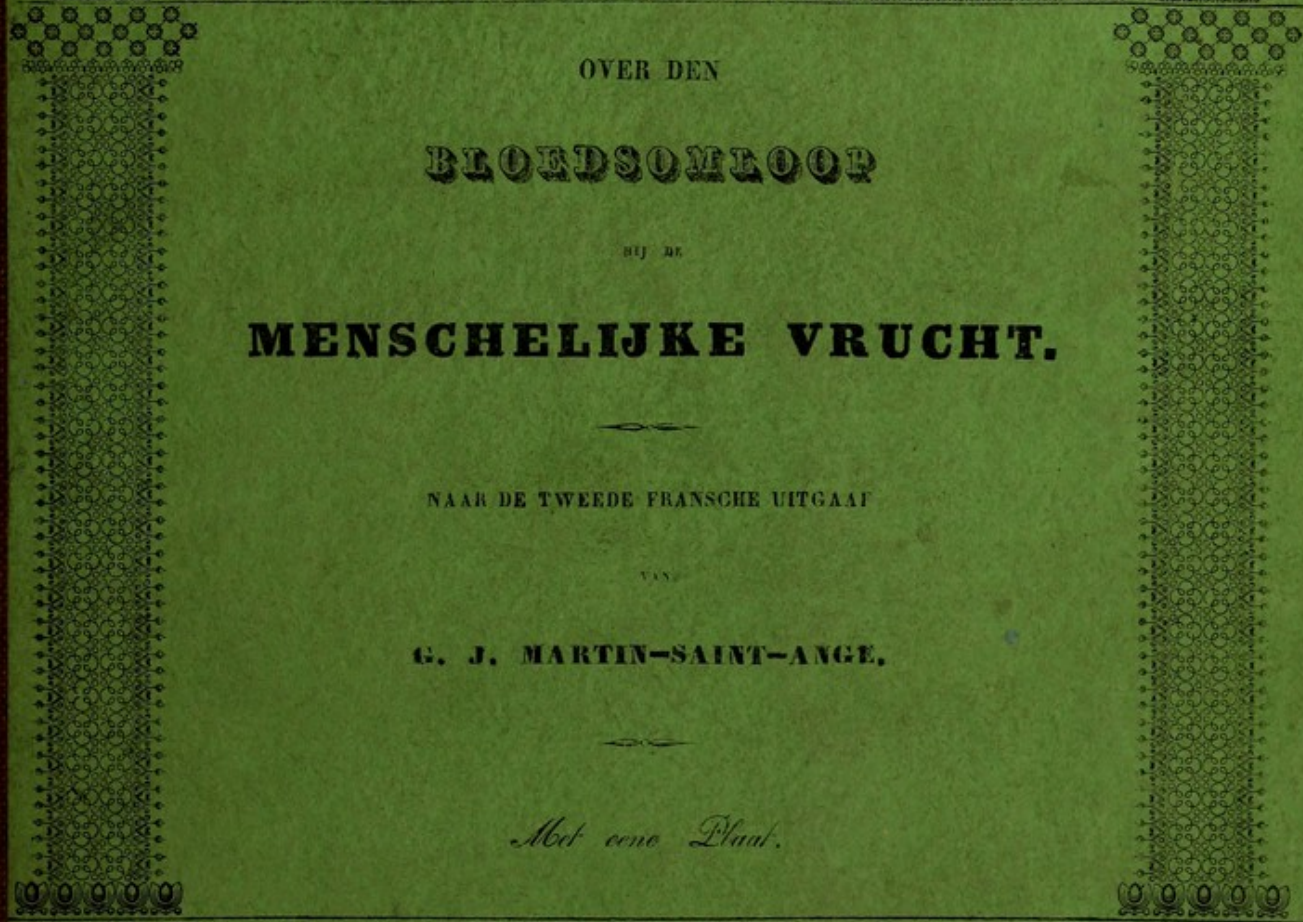 OVER DEN
BLOEDSOMLOOP
BIJ DE
MENSCHELIJKE VRUCHT.
NAAR DE TWEEDE FRANSCHE UITGAAF
VAN
G. J. MARTIN-SAINT-ANGE.
Met eene Plaat.